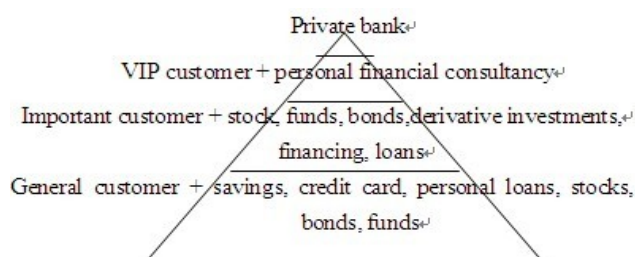 Private bank↵
VIP customer + personal financial consultancy↵
Important customer + stock, funds, bonds,derivative investments,↵
financing, loans↵
General customer + savings, credit card, personal loans, stocks,
bonds, funds↵